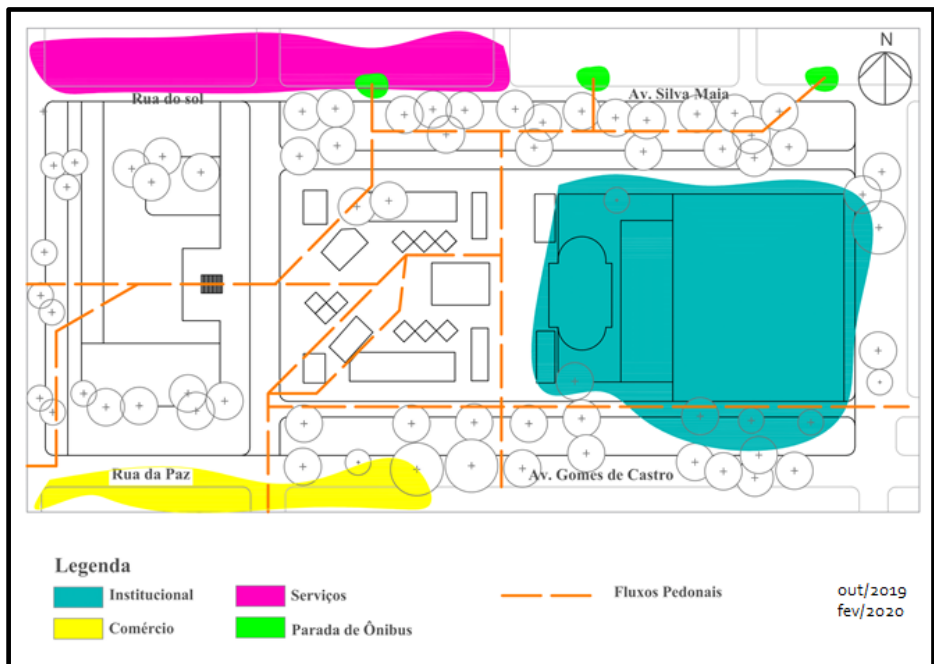 N
Rua do sol
Av. Silva Maia
Rua da Paz
Av. Gomes de Castro
Legenda
Institucional
Serviços
Fluxos Pedonais
Comércio
Parada de Ônibus
out/2019
fev/2020